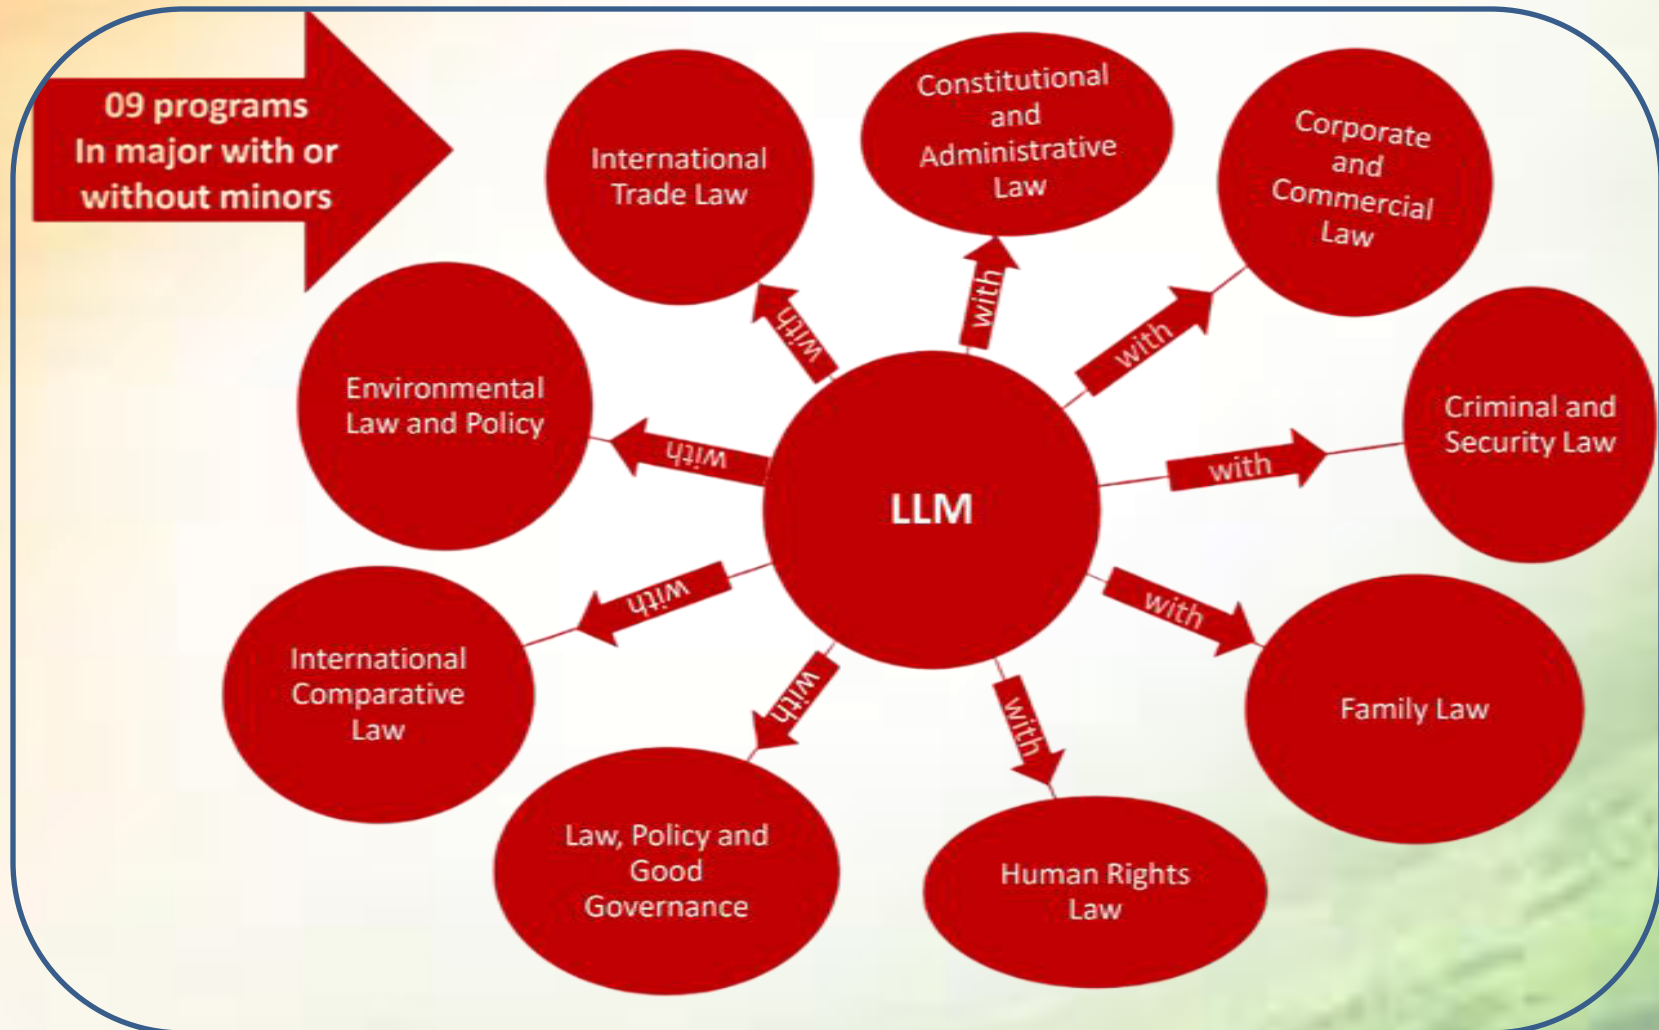 09 programs
In major with or
without minors
International
Trade Law
Constitutional
and
Administrative
Law
Corporate
and
Commercial
Law
Environmental
Law and Policy
with
with
with
Criminal and
Security Law
with
with
LLM
with
with
International
Comparative
Law
with
with
Family Law
Law, Policy and
Good
Governance
Human Rights
Law